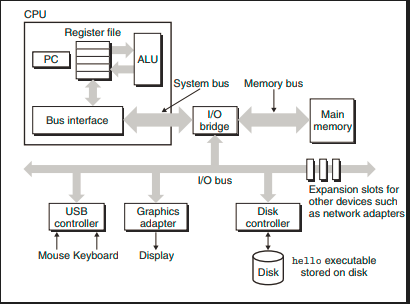 CPU
Register file
PC
ALU
System bus
Memory bus
Bus interface
I/O
bridge
Main
memory
I/O bus
Expansion slots for
other devices such
as network adapters
USB
controller
Graphics
adapter
Disk
controller
Mouse Keyboard
Display
Disk
hello executable
stored on disk